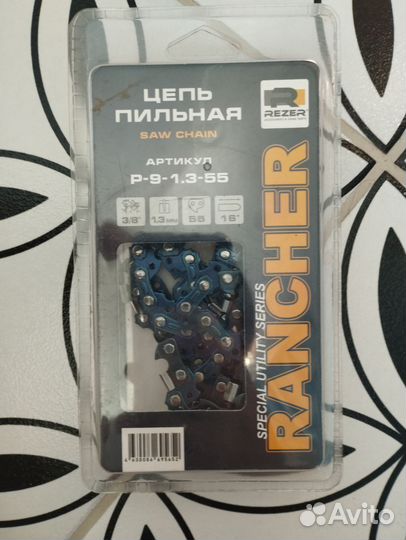 ЦЕПЬ
ПИЛЬНАЯ
SAW CHAIN
АРТИКУЛ
P-9-1.3-55
3/8"
1.3 мм
55
16"
REZER
RANCHER
SPECIAL UTILITY SERIES
Avito